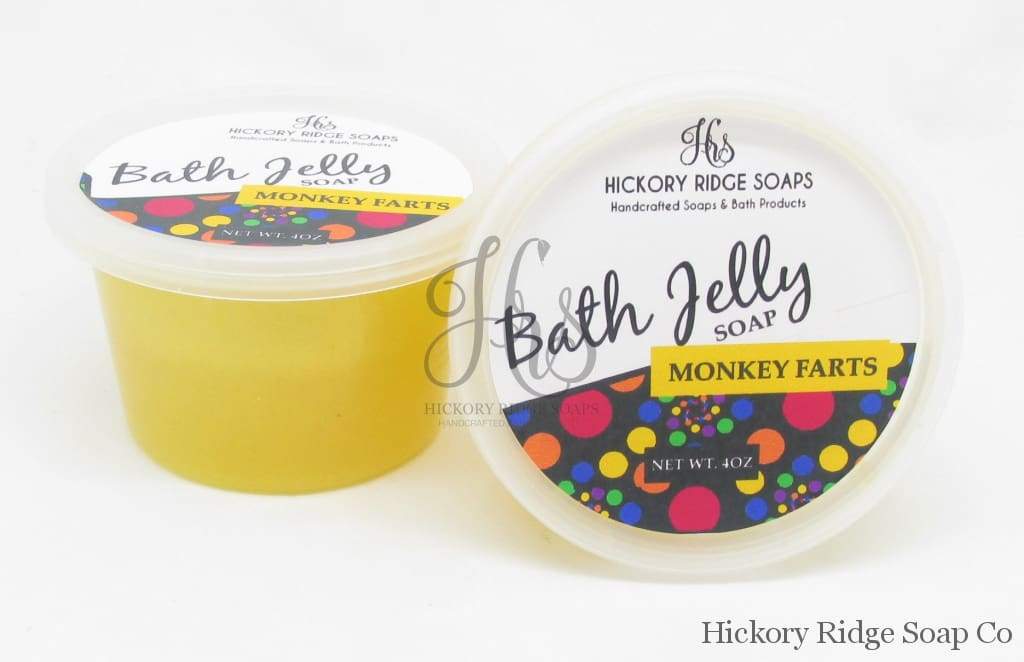 Hrs
HICKORY RIDGE SOAPS
Handcrafted Soaps & Bath Products
Bath Jelly
SOAP
MONKEY FARTS
NET WT. 4OZ
Hrs
HICKORY RIDGE SOAPS
Handcrafted Soaps & Bath Products
Bath Jelly
SOAP
MONKEY FARTS
NET WT. 4OZ
Hrs
HICKORY RIDGE SOAPS
HANDCRAFTED
Hickory Ridge Soap Co